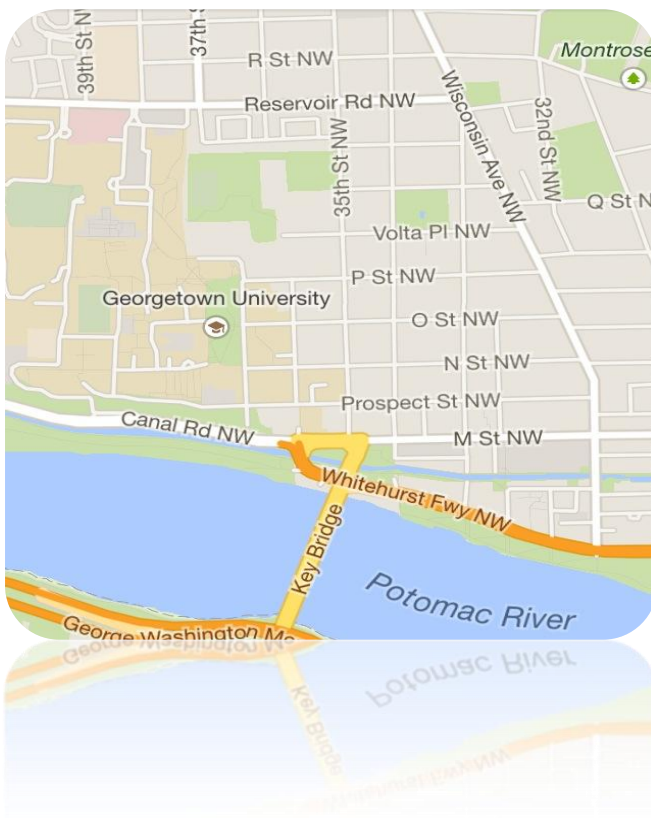 39th St N
37th S
R St NW
Montrose
Reservoir Rd NW
Wisconsin Ave NW
32nd St NW
35th St NW
Q St N
Volta Pl NW
P St NW
Georgetown University
O St NW
N St NW
Prospect St NW
Canal Rd NW
M St NW
Whitehurst Fwy NW
Key Bridge
Potomac River
George Washington Me